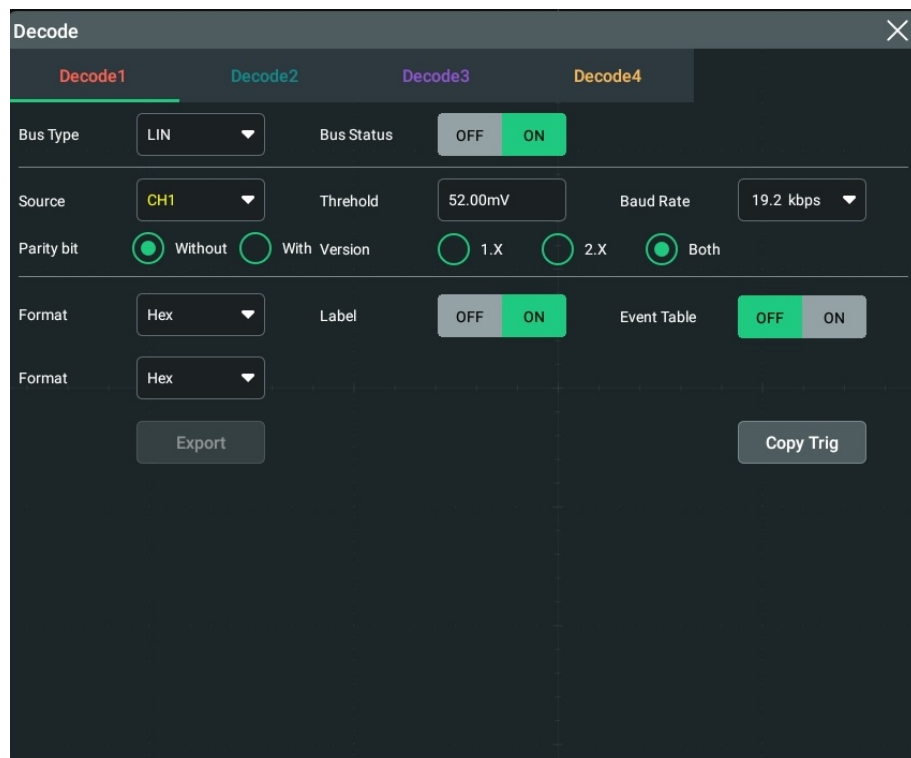 Decode
Decode1 Decode2 Decode3 Decode4
Bus Type LIN Bus Status OFF ON
Source CH1 Threhold 52.00mV Baud Rate 19.2 kbps
Parity bit Without With Version 1.X 2.X Both
Format Hex Label OFF ON Event Table OFF ON
Format Hex
Export Copy Trig